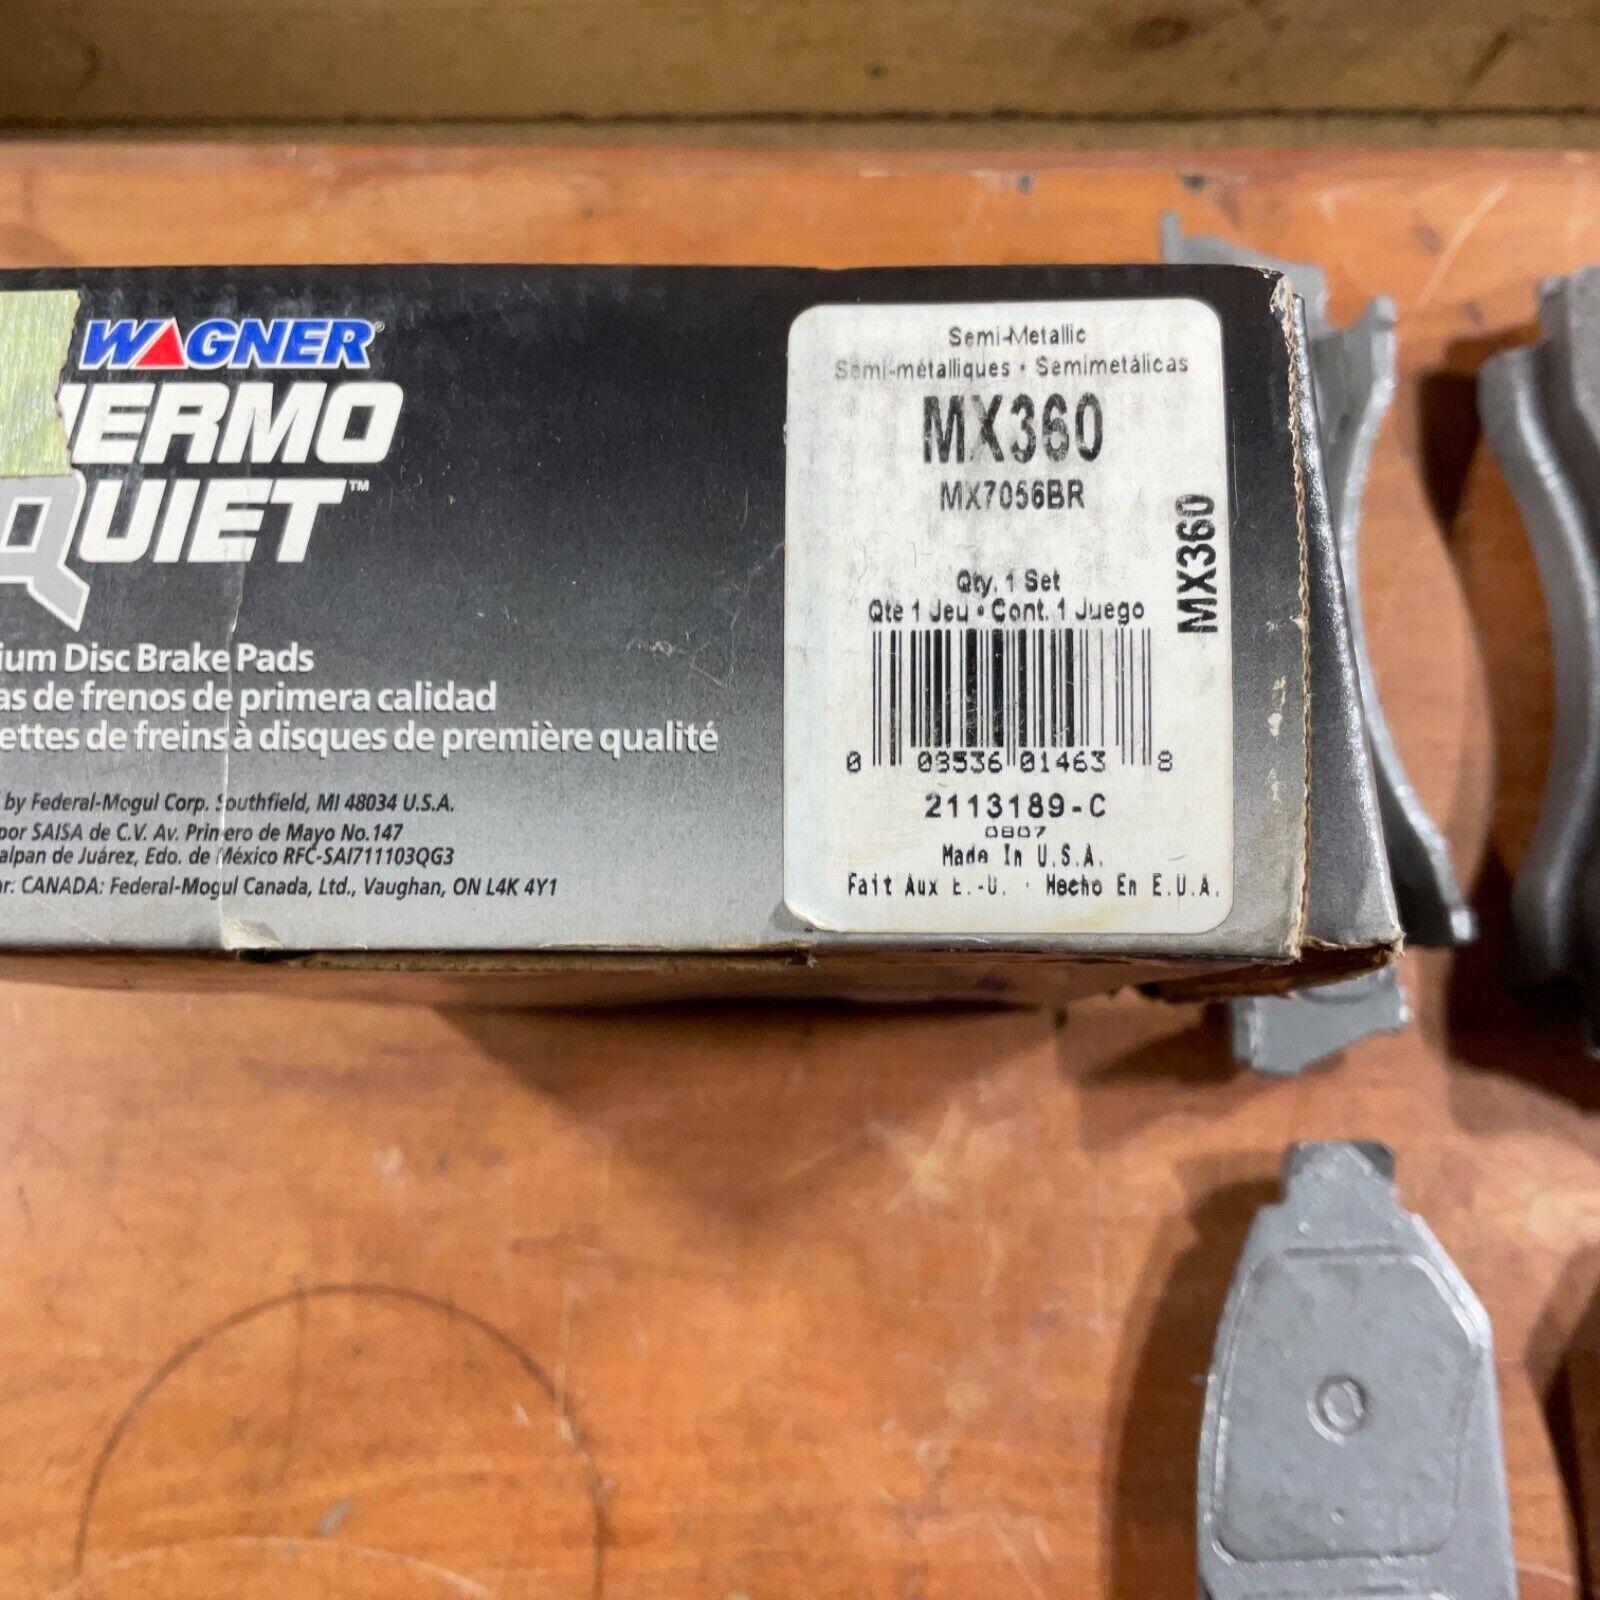 WAGNER®
ERMO
QUIET™
ium Disc Brake Pads
as de frenos de primera calidad
ettes de freins à disques de première qualité
by Federal-Mogul Corp. Southfield, MI 48034 U.S.A.
por SAISA de C.V. Av. Primero de Mayo No.147
alpan de Juárez, Edo. de México RFC-SAI711103QG3
ar: CANADA: Federal-Mogul Canada, Ltd., Vaughan, ON L4K 4Y1
Semi-Metallic
Semi-métalliques • Semimetálicas
MX360
MX7056BR
Qty. 1 Set
Qte 1 Jeu • Cont. 1 Juego
MX360
0 08536 01463 8
2113189-C
0807
Made In U.S.A.
Fait Aux E.-U. · Hecho En E.U.A.